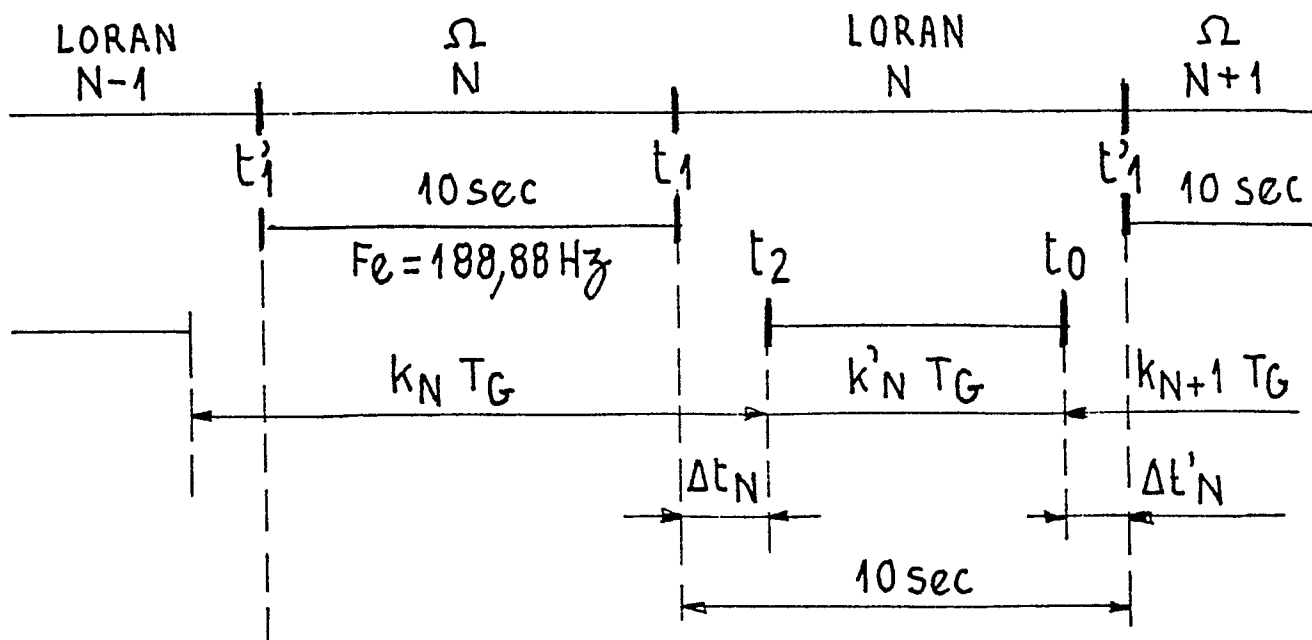 LORAN Ω LORAN Ω
N-1 N N N+1
t'1 t1 t'1
10 sec 10 sec
Fe = 188,88 Hz t2 t0
kN TG k'N TG kN+1 TG
ΔtN Δt'N
10 sec